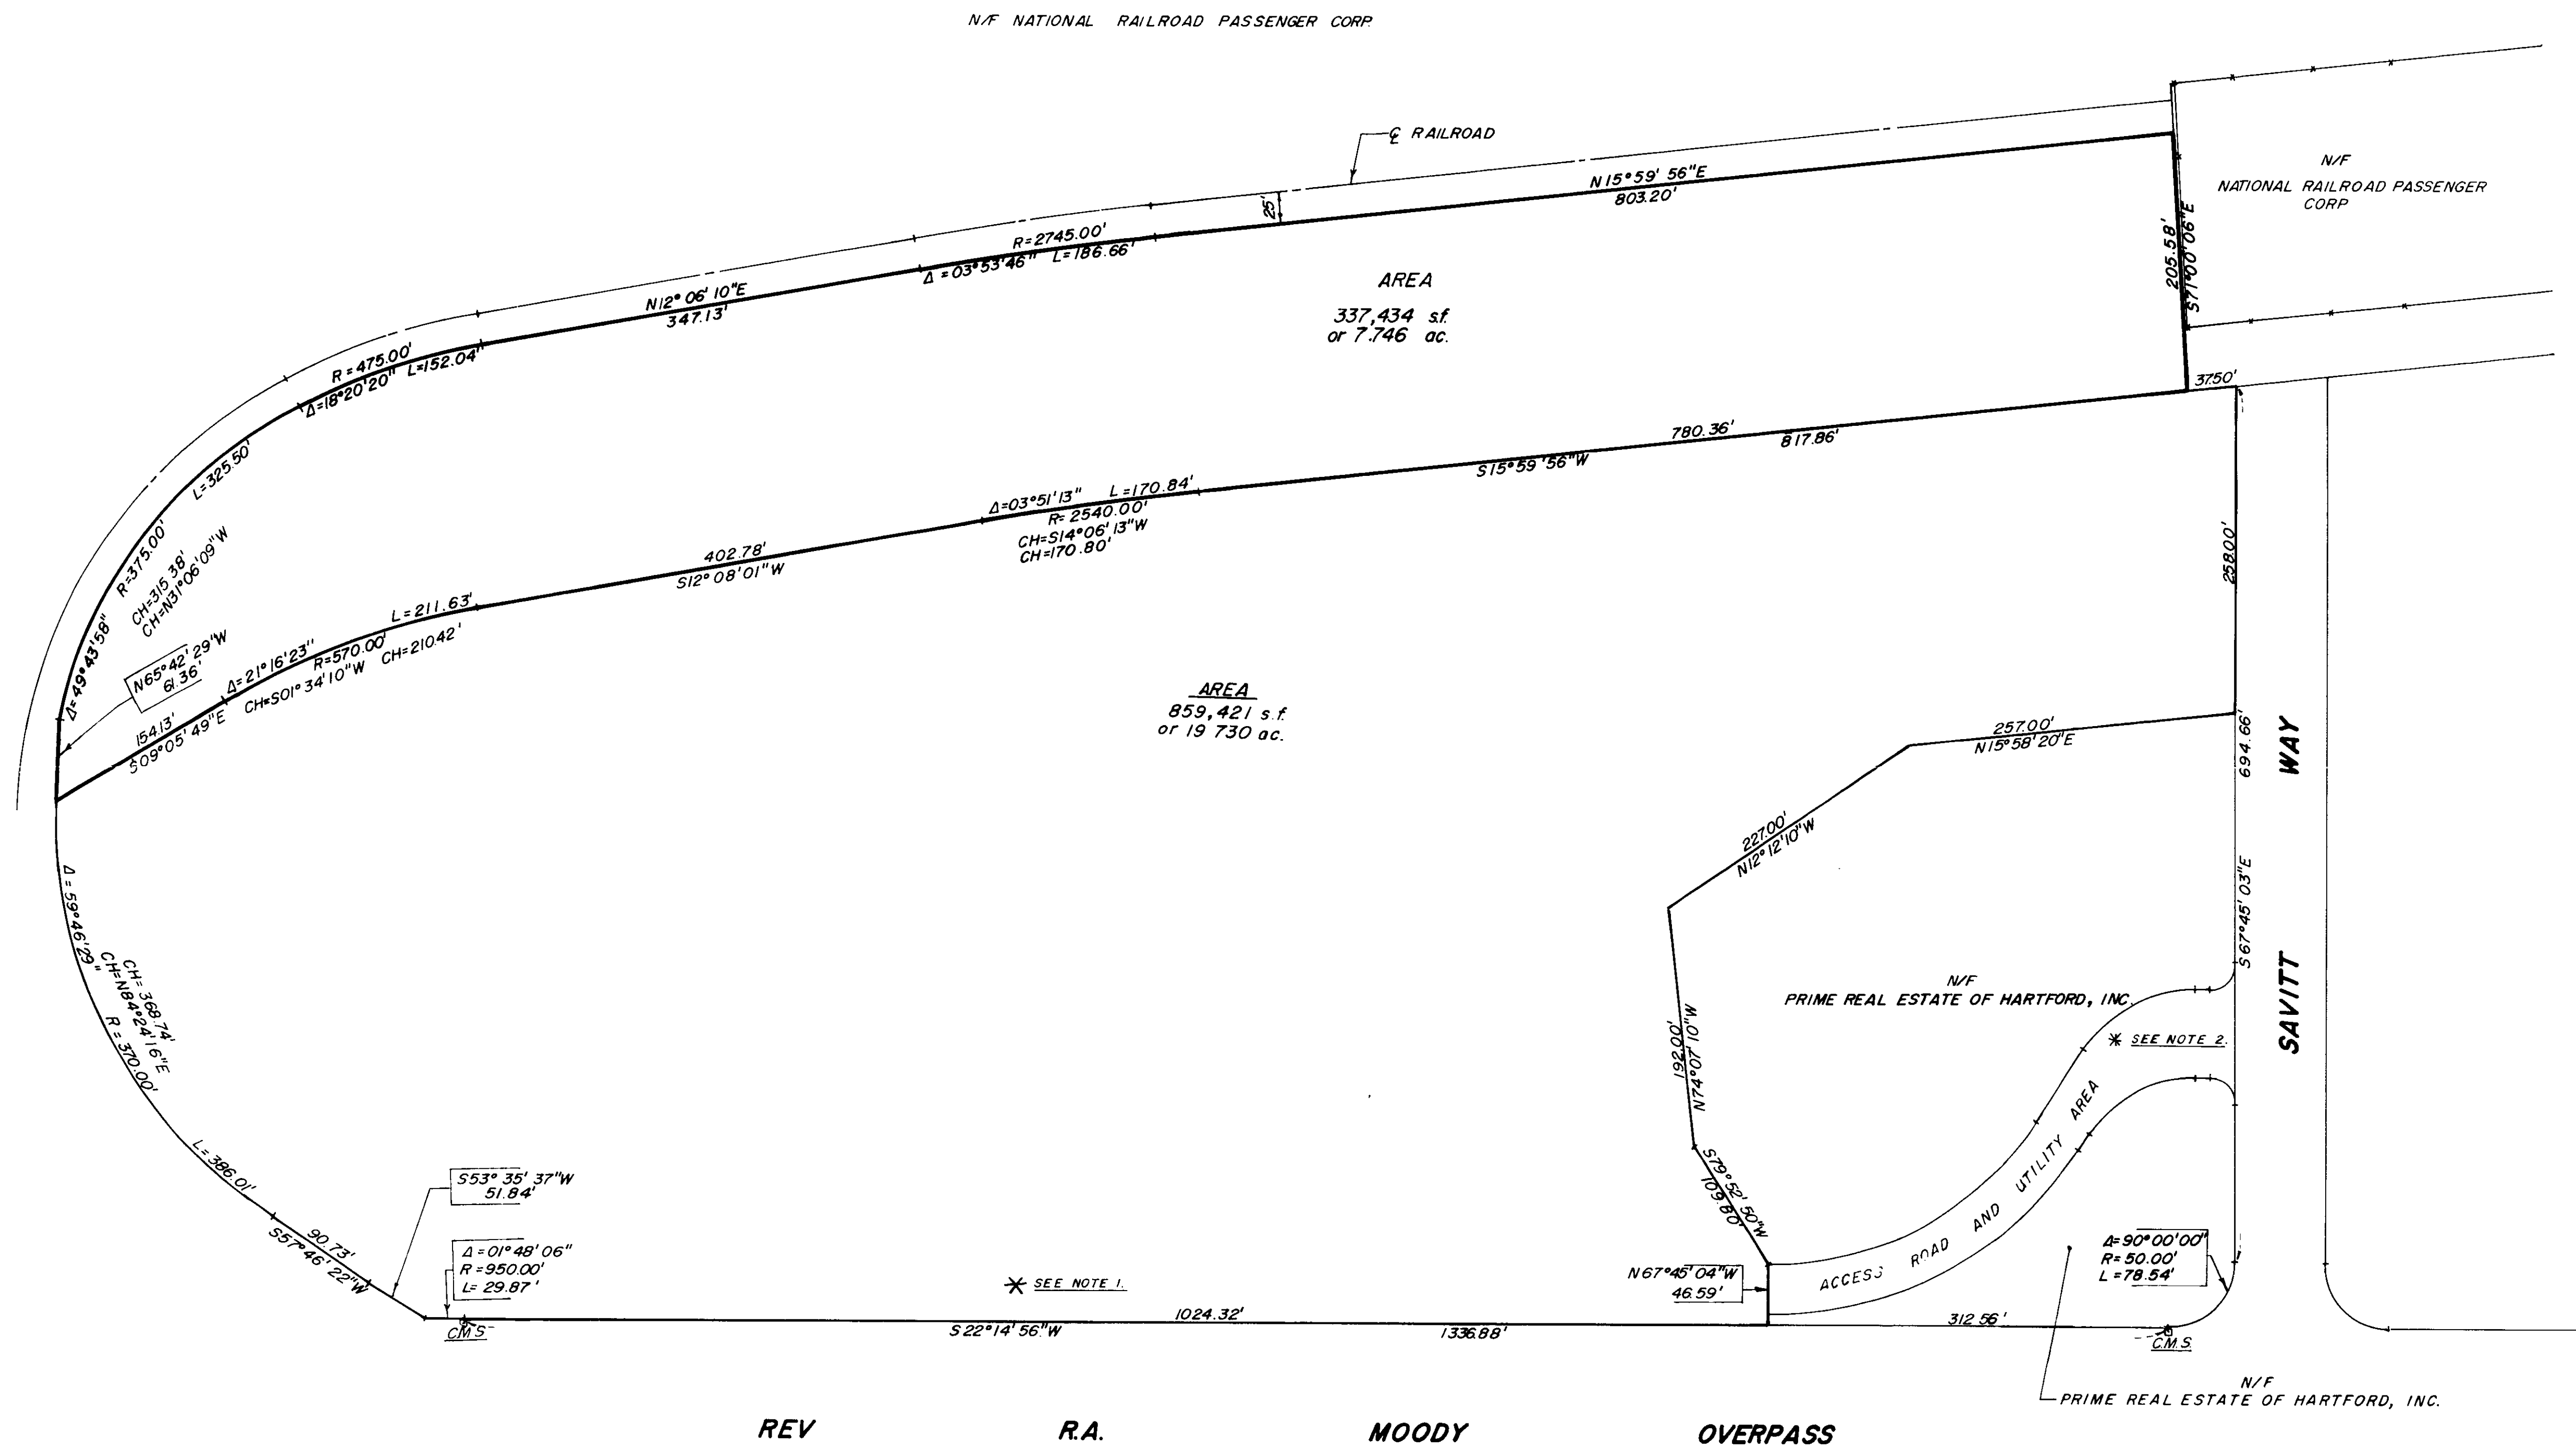 N/F NATIONAL RAILROAD PASSENGER CORP.
℄ RAILROAD
N/F
NATIONAL RAILROAD PASSENGER
CORP
N15°59'56"E
803.20'
25'
R=2745.00'
Δ=03°53'46" L=186.66'
205.58'
S71°00'06"E
AREA
337,434 s.f.
or 7.746 ac.
N12°06'10"E
347.13'
R=475.00'
Δ=18°20'20" L=152.04'
37.50'
780.36'
817.86'
S15°59'56"W
L=325.50'
R=375.00'
Δ=49°43'58"
CH=315.38'
CH=N31°06'09"W
Δ=03°51'13" L=170.84'
R=2540.00'
CH=S14°06'13"W
CH=170.80'
402.78'
S12°08'01"W
258.00'
L=211.63'
Δ=21°16'23"
R=570.00'
CH=S01°34'10"W CH=210.42'
N65°42'29"W
61.36'
154.13'
S09°05'49"E
AREA
859,421 s.f.
or 19 730 ac.
257.00'
N15°58'20"E
694.66'
S67°45'03"E
SAVITT WAY
227.00'
N12°12'10"W
Δ=59°46'29"
CH=368.74'
CH=N84°24'16"E
R=370.00'
L=386.01'
N/F
PRIME REAL ESTATE OF HARTFORD, INC.
192.00'
N74°07'10"W
* SEE NOTE 2.
S79°52'50"W
109.80'
ACCESS ROAD AND UTILITY AREA
S53°35'37"W
51.84'
90.73'
S57°46'22"W
Δ=01°48'06"
R=950.00'
L=29.87'
* SEE NOTE 1.
N67°45'04"W
46.59'
Δ=90°00'00"
R=50.00'
L=78.54'
C.M.S.
1024.32'
S22°14'56"W
1336.88'
312.56'
C.M.S.
N/F
PRIME REAL ESTATE OF HARTFORD, INC.
REV R.A. MOODY OVERPASS